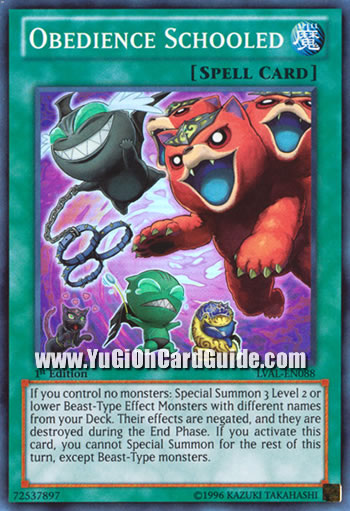 OBEDIENCE SCHOOLED
魔
[SPELL CARD]
www.YuGiOhCardGuide.com
1st Edition LVAL-EN088
If you control no monsters: Special Summon 3 Level 2 or
lower Beast-Type Effect Monsters with different names
from your Deck. Their effects are negated, and they are
destroyed during the End Phase. If you activate this
card, you cannot Special Summon for the rest of this
turn, except Beast-Type monsters.
72537897 ©1996 KAZUKI TAKAHASHI